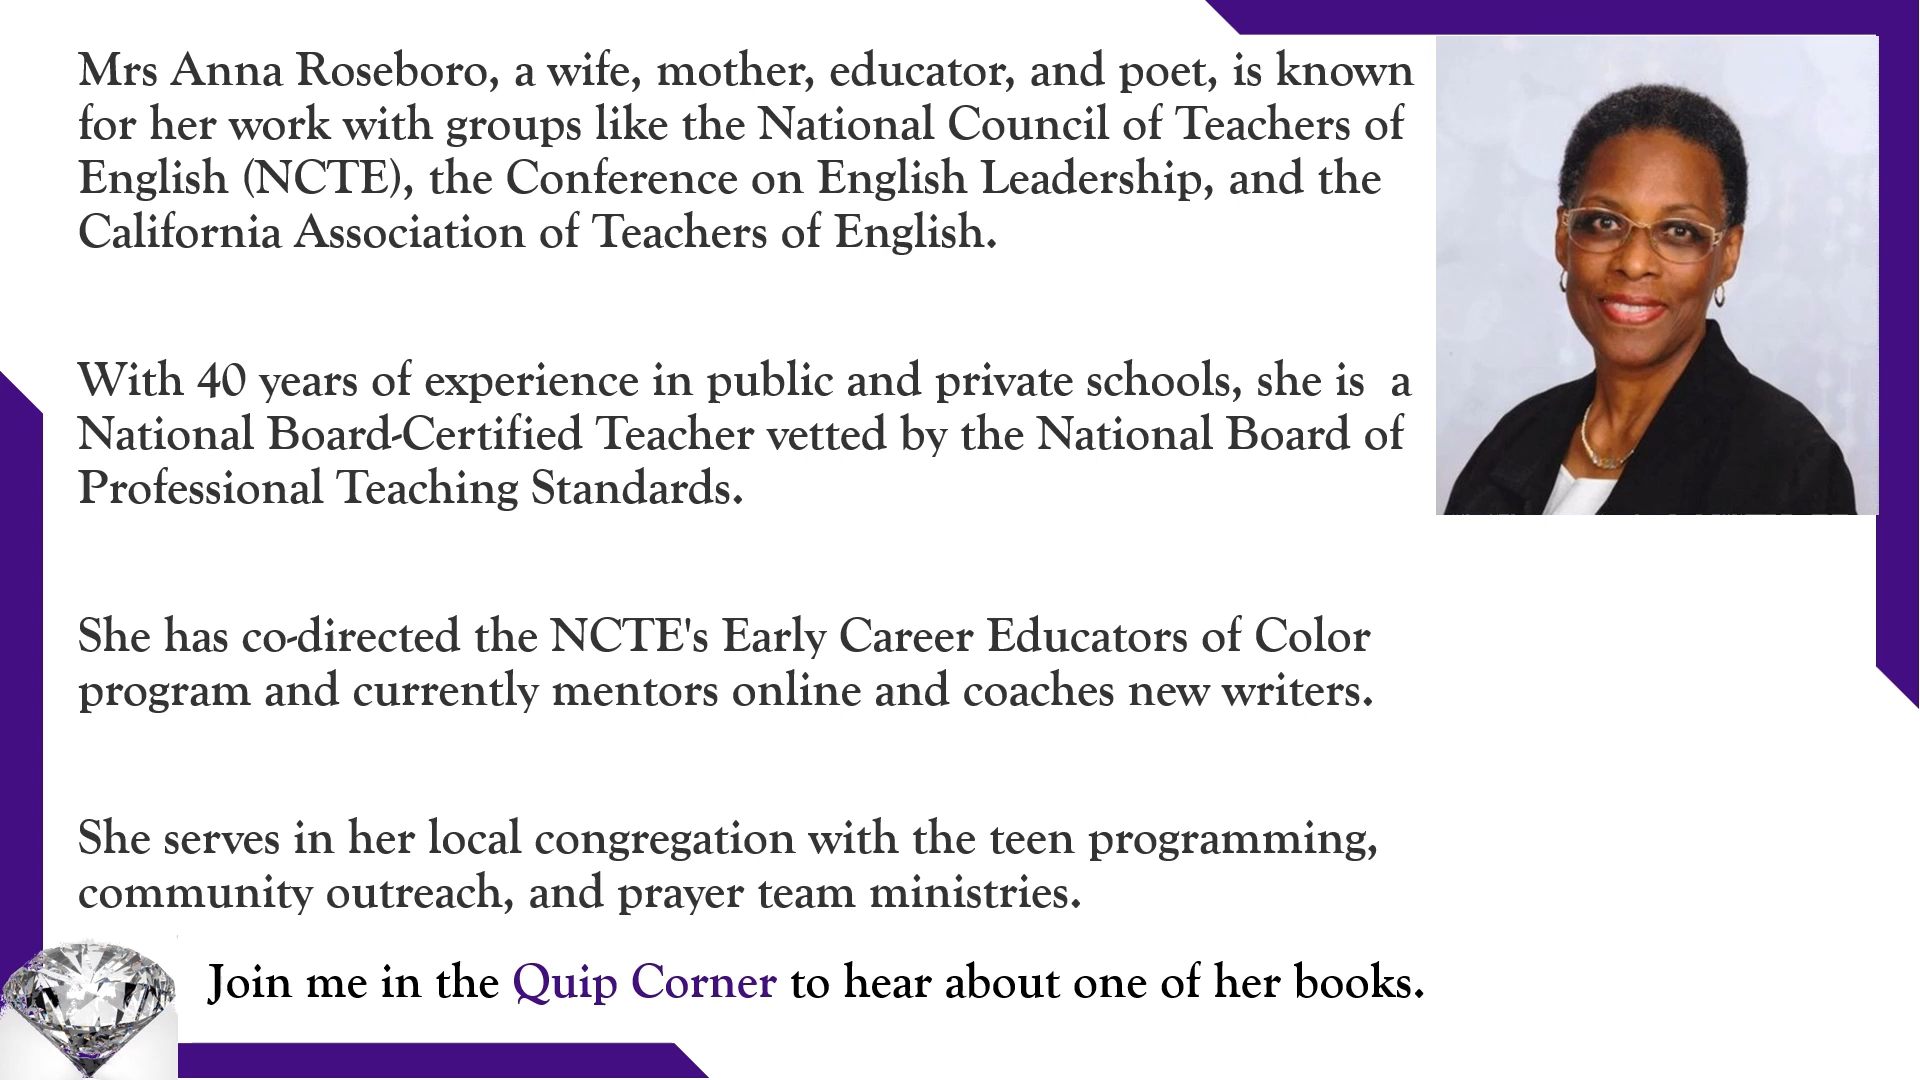 Mrs Anna Roseboro, a wife, mother, educator, and poet, is known
for her work with groups like the National Council of Teachers of
English (NCTE), the Conference on English Leadership, and the
California Association of Teachers of English.
With 40 years of experience in public and private schools, she is  a
National Board-Certified Teacher vetted by the National Board of
Professional Teaching Standards.
She has co-directed the NCTE's Early Career Educators of Color
program and currently mentors online and coaches new writers.
She serves in her local congregation with the teen programming,
community outreach, and prayer team ministries.
Join me in the Quip Corner to hear about one of her books.